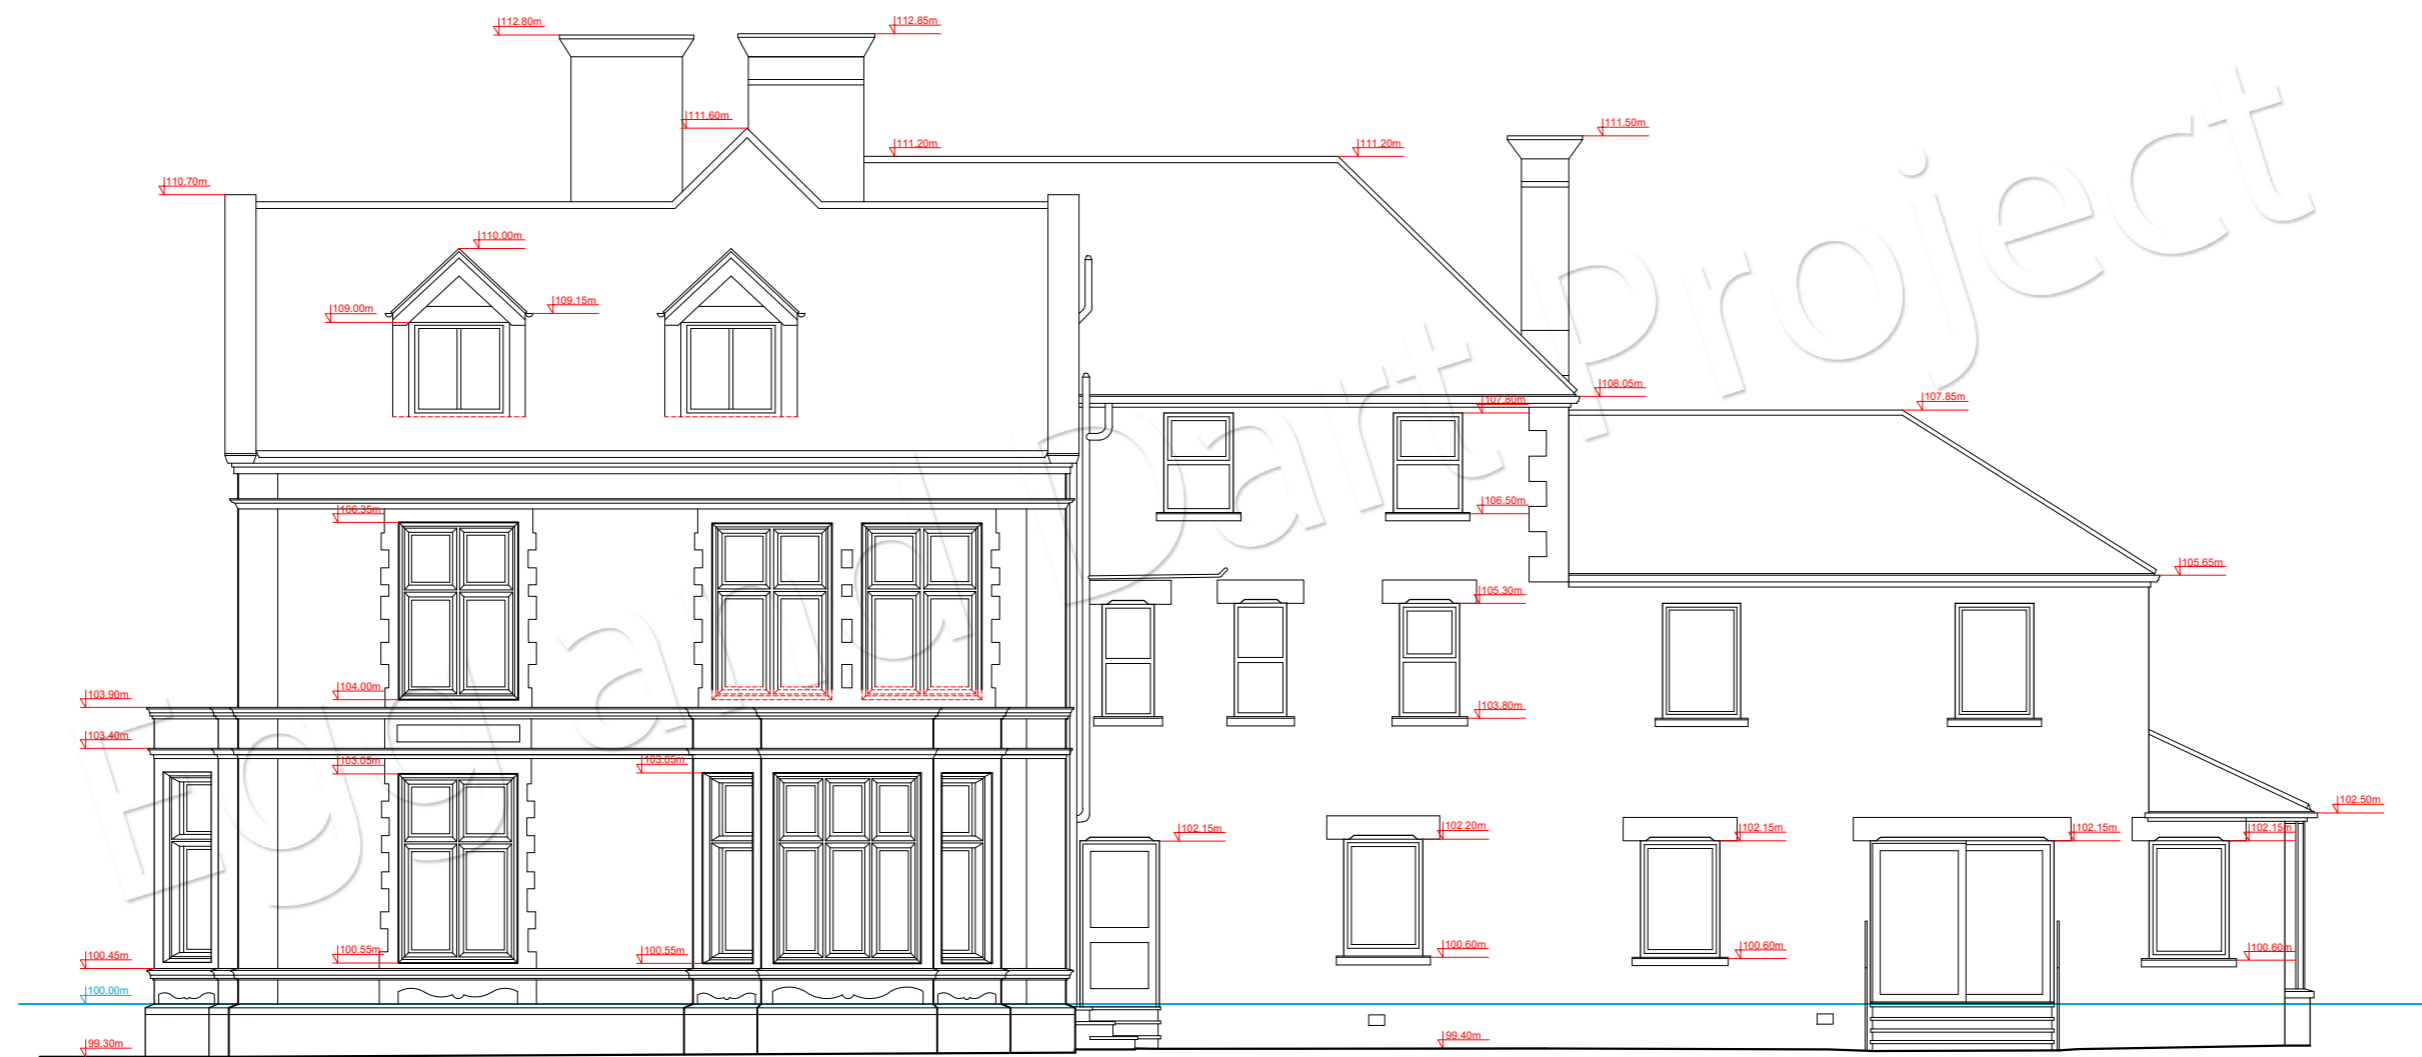 112.80m
112.85m
111.60m
111.50m
111.20m
111.20m
110.70m
110.00m
109.15m
109.00m
108.05m
107.80m
107.85m
106.50m
106.35m
105.65m
105.30m
104.00m
103.90m
103.80m
103.40m
103.05m
103.05m
102.50m
102.15m
102.20m
102.15m
102.15m
102.15m
100.55m
100.55m
100.45m
100.60m
100.60m
100.60m
100.00m
99.30m
99.40m
Egg and Dart Project